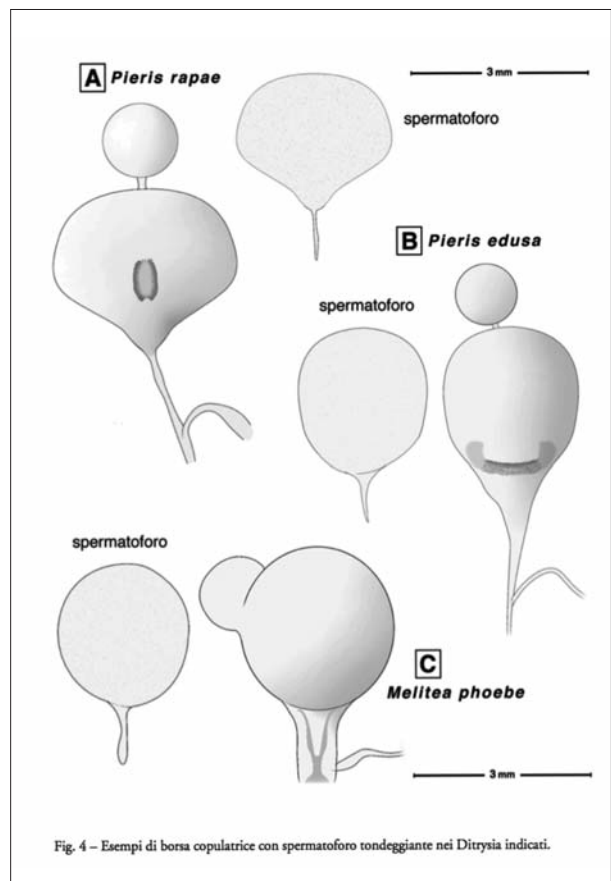 A Pieris rapae
3 mm
spermatoforo
B Pieris edusa
spermatoforo
spermatoforo
C
Melitea phoebe
3 mm
Fig. 4 – Esempi di borsa copulatrice con spermatoforo tondeggiante nei Ditrysia indicati.